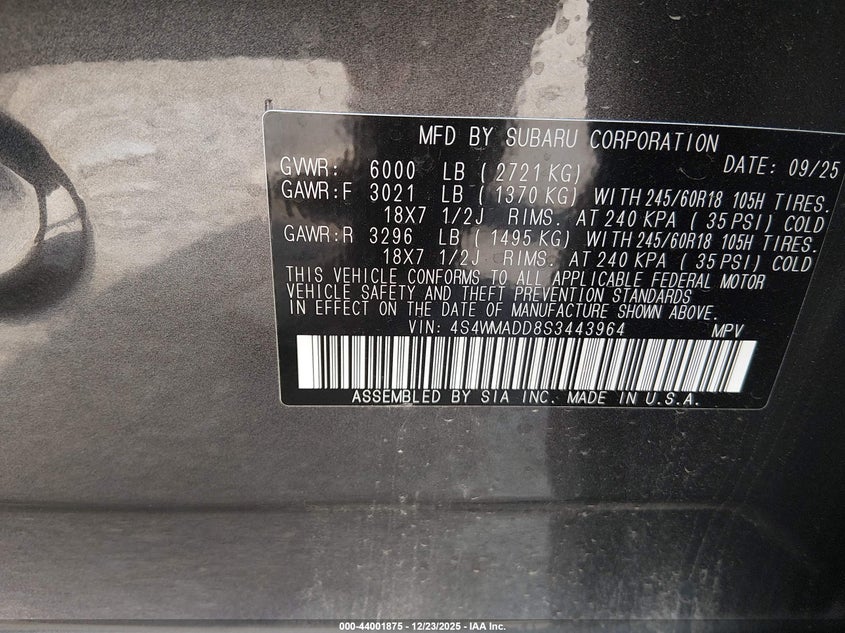 MFD BY SUBARU CORPORATION
GVWR: 6000 LB ( 2721 KG) DATE: 09/25
GAWR:F 3021 LB ( 1370 KG) WITH 245/60R18 105H TIRES.
18X7 1/2J RIMS. AT 240 KPA ( 35 PSI) COLD
GAWR:R 3296 LB ( 1495 KG) WITH 245/60R18 105H TIRES.
18X7 1/2J RIMS. AT 240 KPA ( 35 PSI) COLD
THIS VEHICLE CONFORMS TO ALL APPLICABLE FEDERAL MOTOR
VEHICLE SAFETY AND THEFT PREVENTION STANDARDS
IN EFFECT ON THE DATE OF MANUFACTURE SHOWN ABOVE.
VIN: 4S4WMADD8S3443964 MPV
ASSEMBLED BY SIA INC. MADE IN U.S.A.
000-44001875 - 12/23/2025 - IAA Inc.